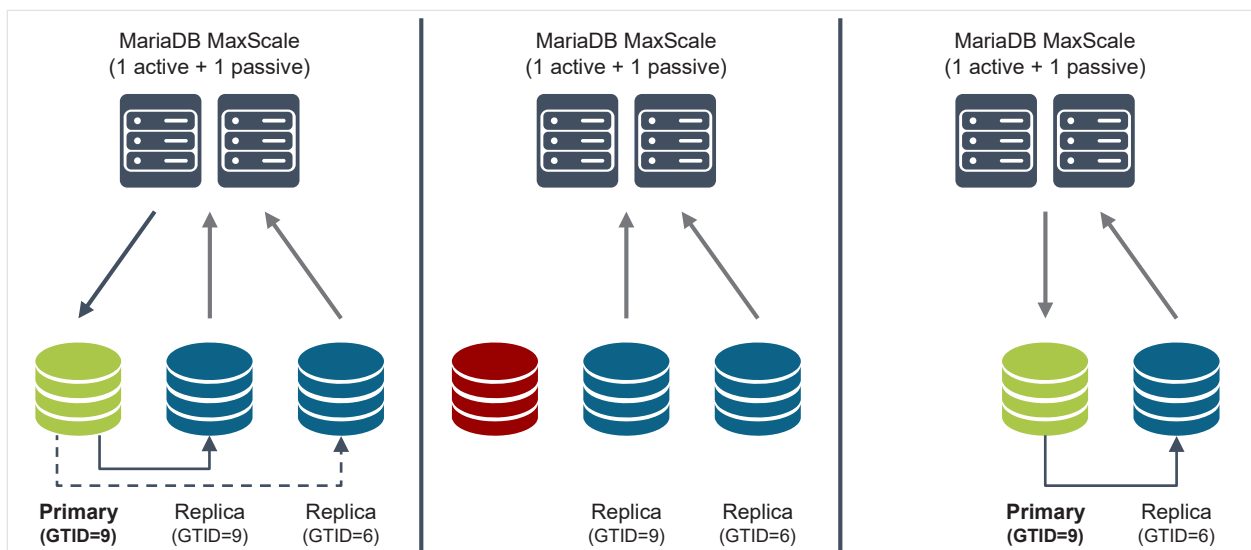 MariaDB MaxScale
(1 active + 1 passive)
Primary
(GTID=9)
Replica
(GTID=9)
Replica
(GTID=6)
MariaDB MaxScale
(1 active + 1 passive)
Replica
(GTID=9)
Replica
(GTID=6)
MariaDB MaxScale
(1 active + 1 passive)
Primary
(GTID=9)
Replica
(GTID=6)